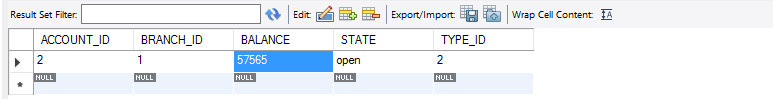 Result Set Filter: Edit: Export/Import: Wrap Cell Content: IA
ACCOUNT_ID BRANCH_ID BALANCE STATE TYPE_ID
2 1 57565 open 2
NULL NULL NULL NULL NULL